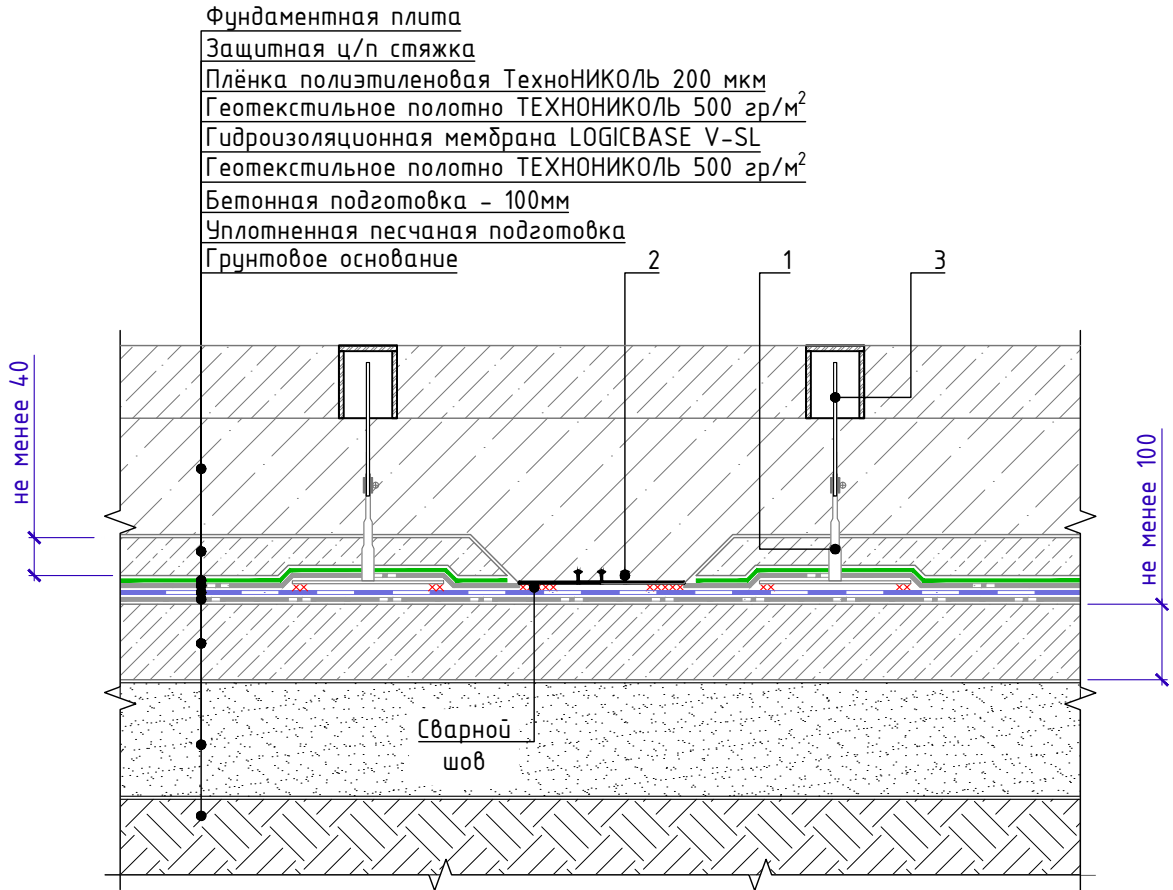 Фундаментная плита
Защитная ц/п стяжка
Плёнка полиэтиленовая ТехноНИКОЛЬ 200 мкм
Геотекстильное полотно ТЕХНОНИКОЛЬ 500 гр/м²
Гидроизоляционная мембрана LOGICBASE V-SL
Геотекстильное полотно ТЕХНОНИКОЛЬ 500 гр/м²
Бетонная подготовка - 100мм
Уплотненная песчаная подготовка
Грунтовое основание
2
1
3
не менее 40
не менее 100
Сварной
шов